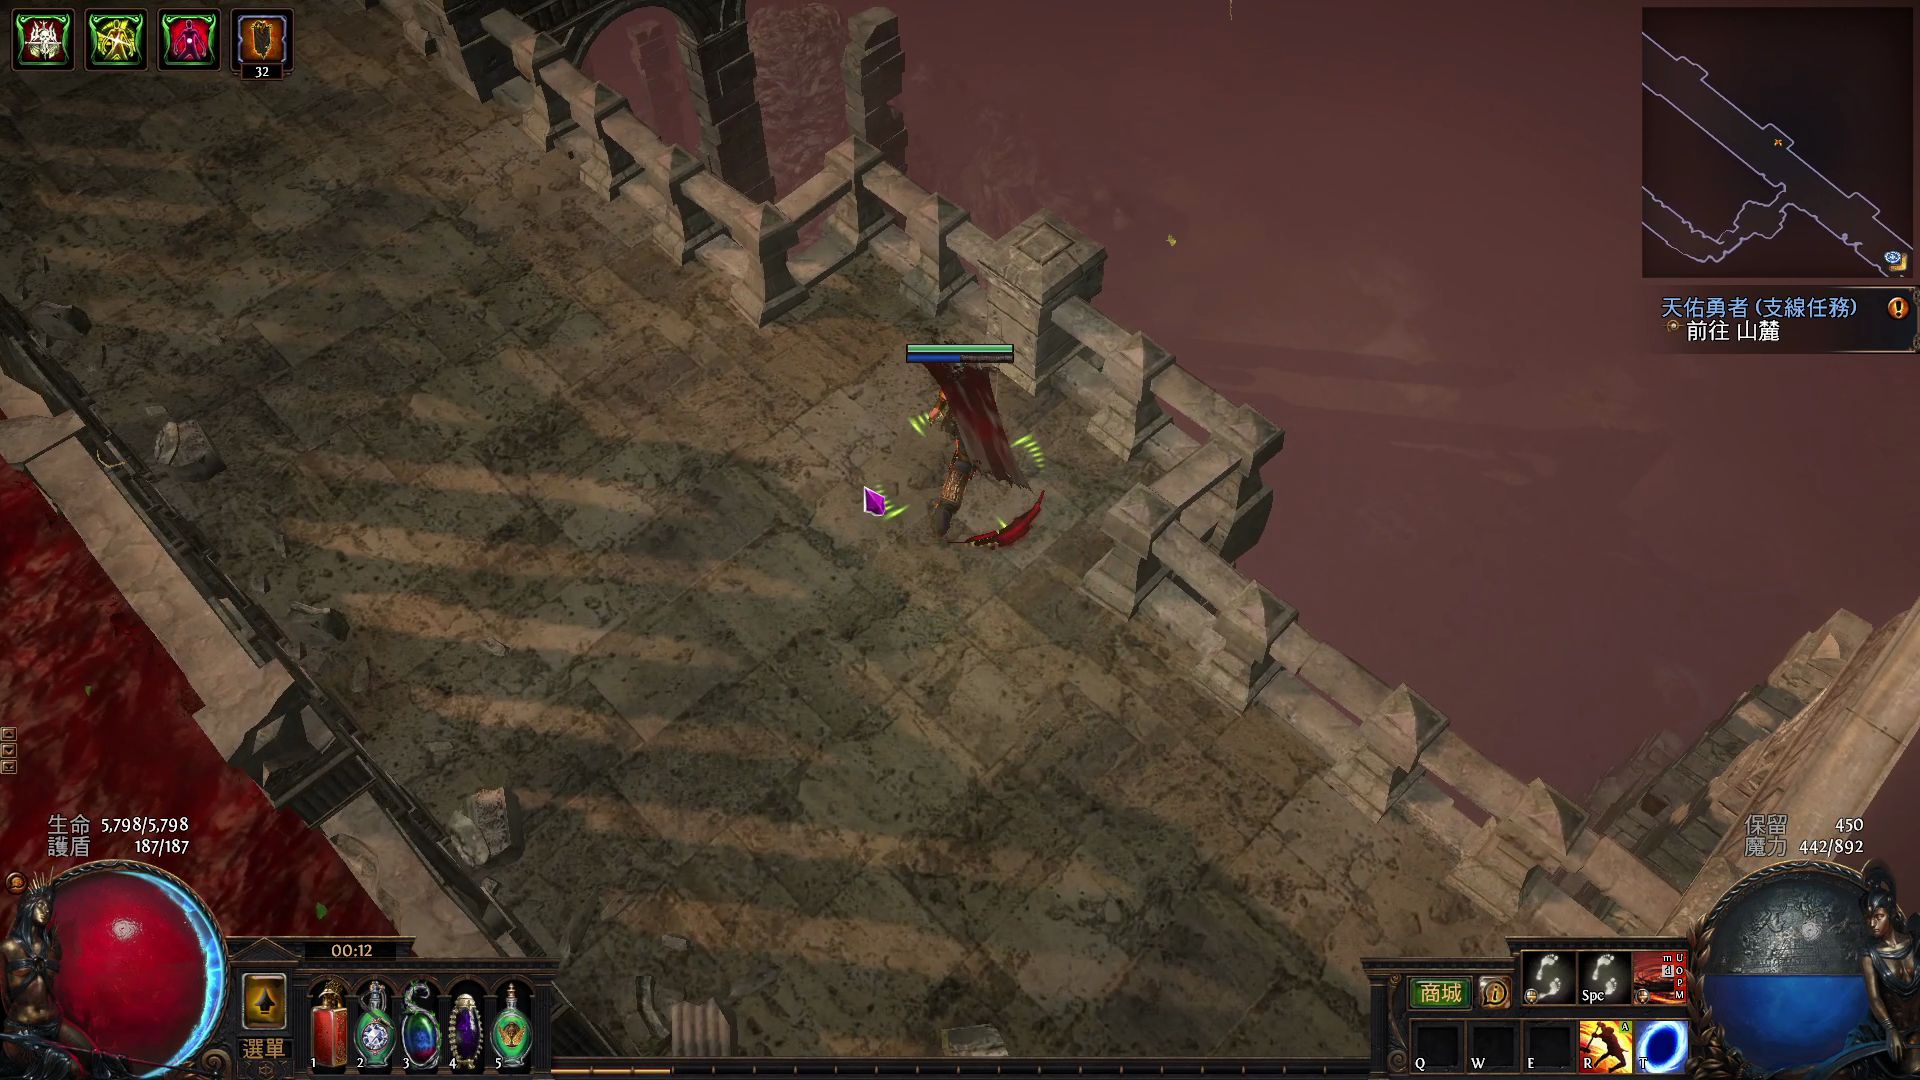 32
天佑勇者 (支線任務)
前往 山麓
生命 5,798/5,798
護盾 187/187
保留 450
魔力 442/892
00:12
選單
1
2
3
4
5
商城
Spc
m U
d O
P
M
Q
W
E
R
A
T